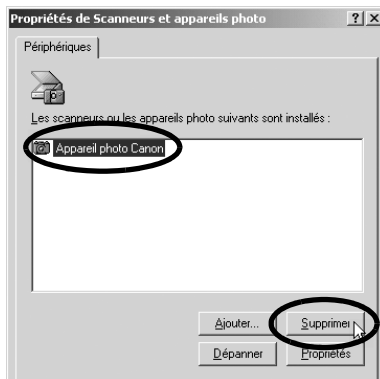 Propriétés de Scanneurs et appareils photo
Périphériques
Les scanneurs ou les appareils photo suivants sont installés :
Appareil photo Canon
Ajouter... Supprimer
Dépanner Propriétés